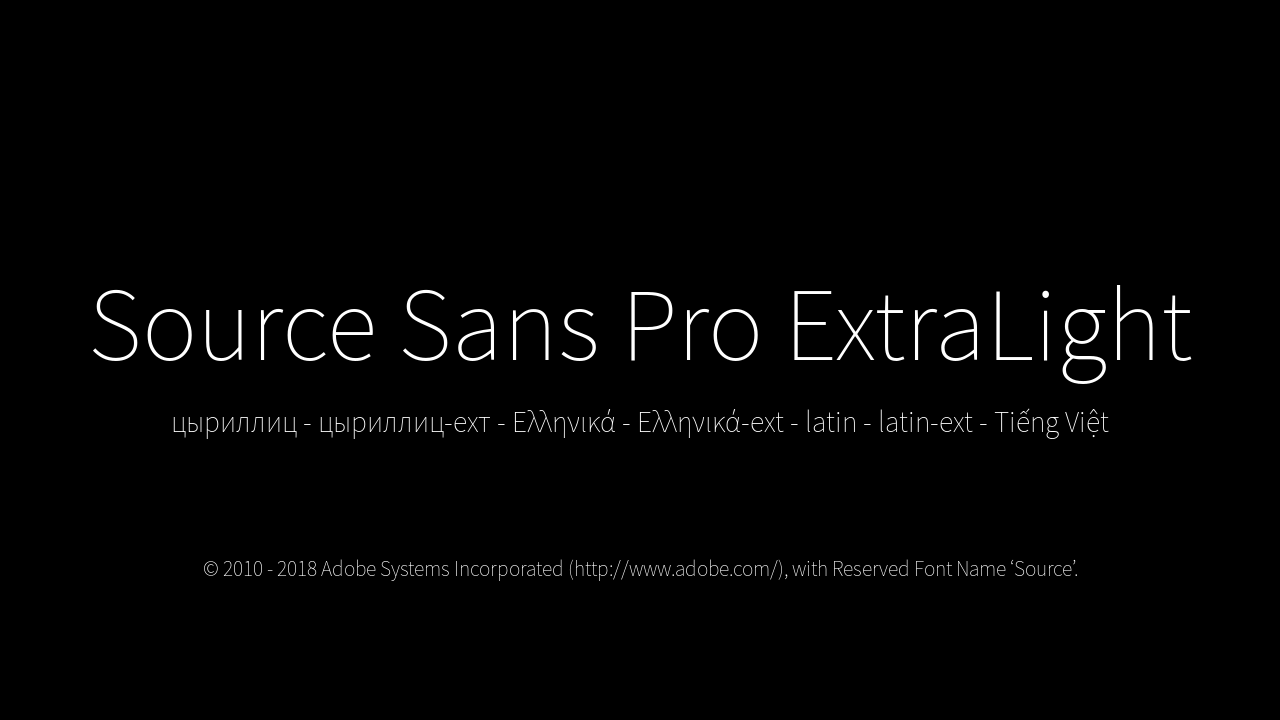 Source Sans Pro ExtraLight
цыриллиц - цыриллиц-ехт - Ελληνικά - Ελληνικά-ext - latin - latin-ext - Tiếng Việt
© 2010 - 2018 Adobe Systems Incorporated (http://www.adobe.com/), with Reserved Font Name ‘Source’.